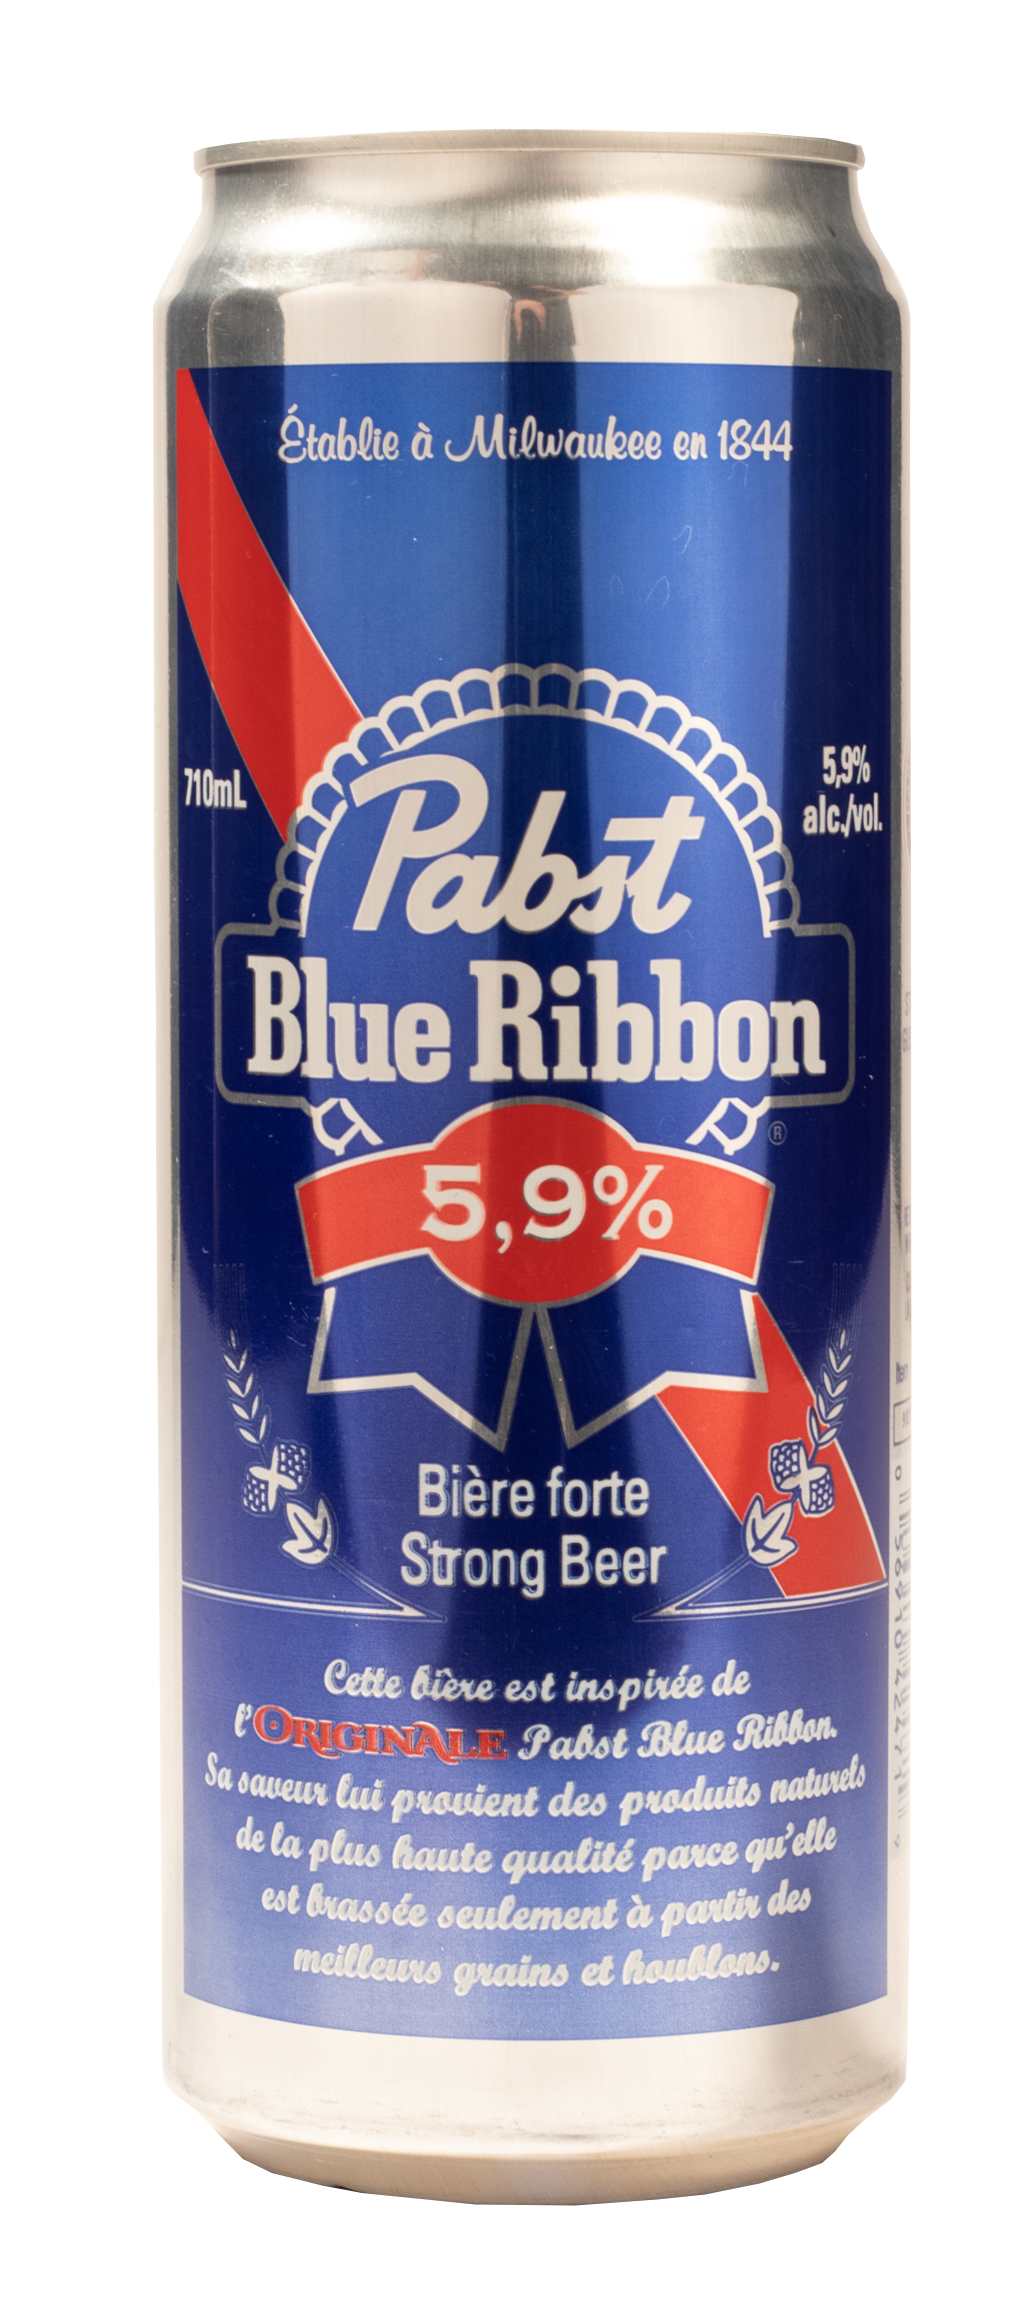 Établie à Milwaukee en 1844
710mL
5,9%
alc./vol.
Pabst
Blue Ribbon
®
5,9%
Bière forte
Strong Beer
Cette bière est inspirée de
l'ORIGINALE Pabst Blue Ribbon.
Sa saveur lui provient des produits naturels
de la plus haute qualité parce qu'elle
est brassée seulement à partir des
meilleurs grains et houblons.